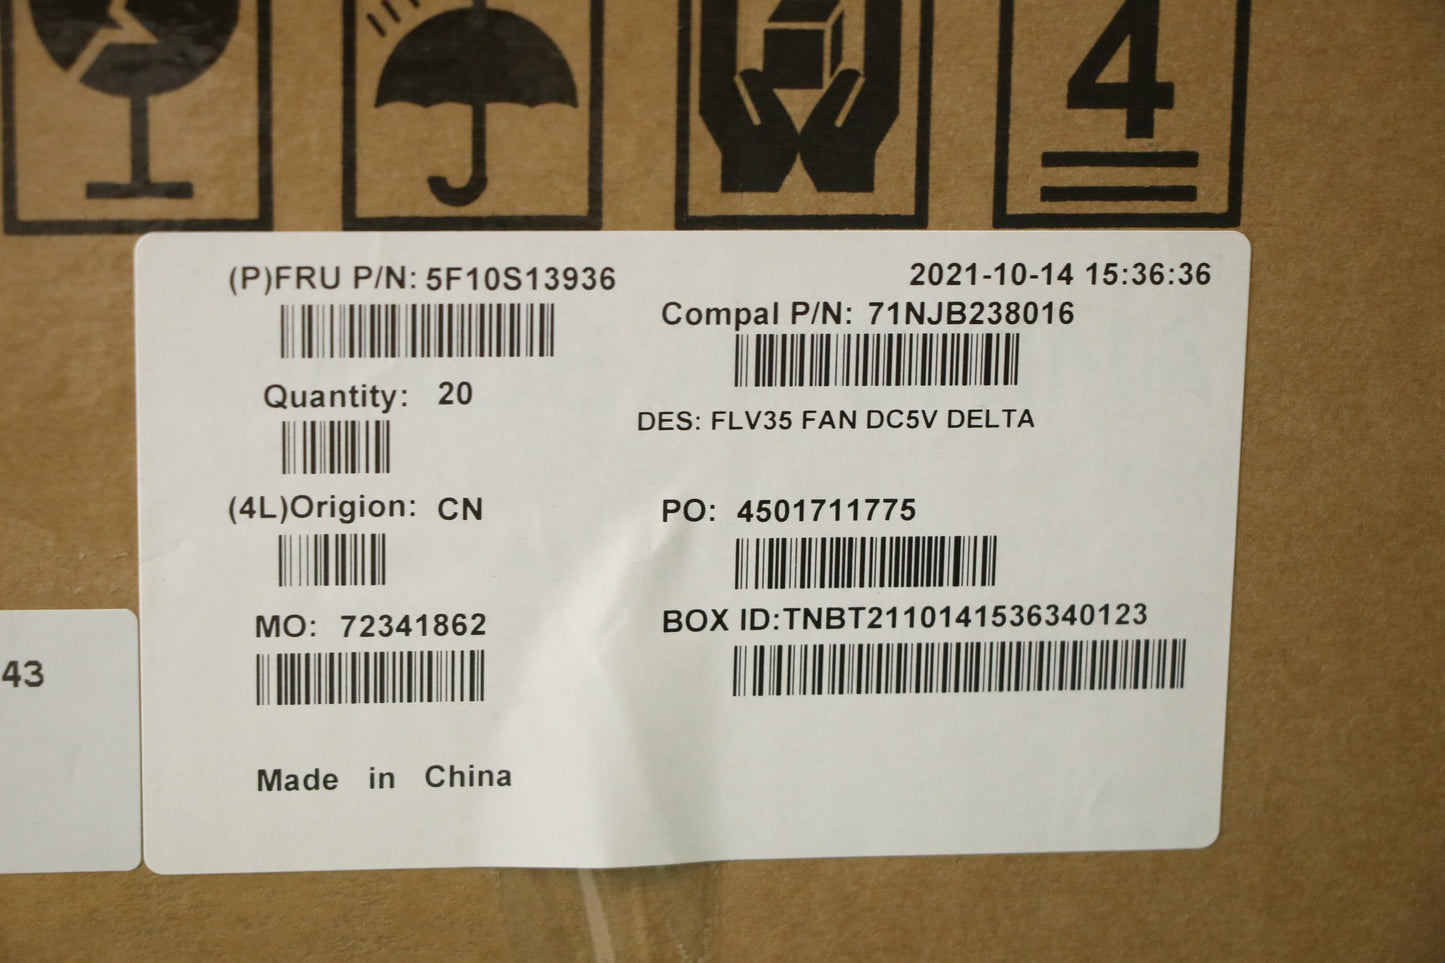 4
(P)FRU P/N: 5F10S13936
2021-10-14 15:36:36
Compal P/N: 71NJB238016
Quantity: 20
DES: FLV35 FAN DC5V DELTA
(4L)Origion: CN
PO: 4501711775
MO: 72341862
BOX ID:TNBT2110141536340123
Made in China
43